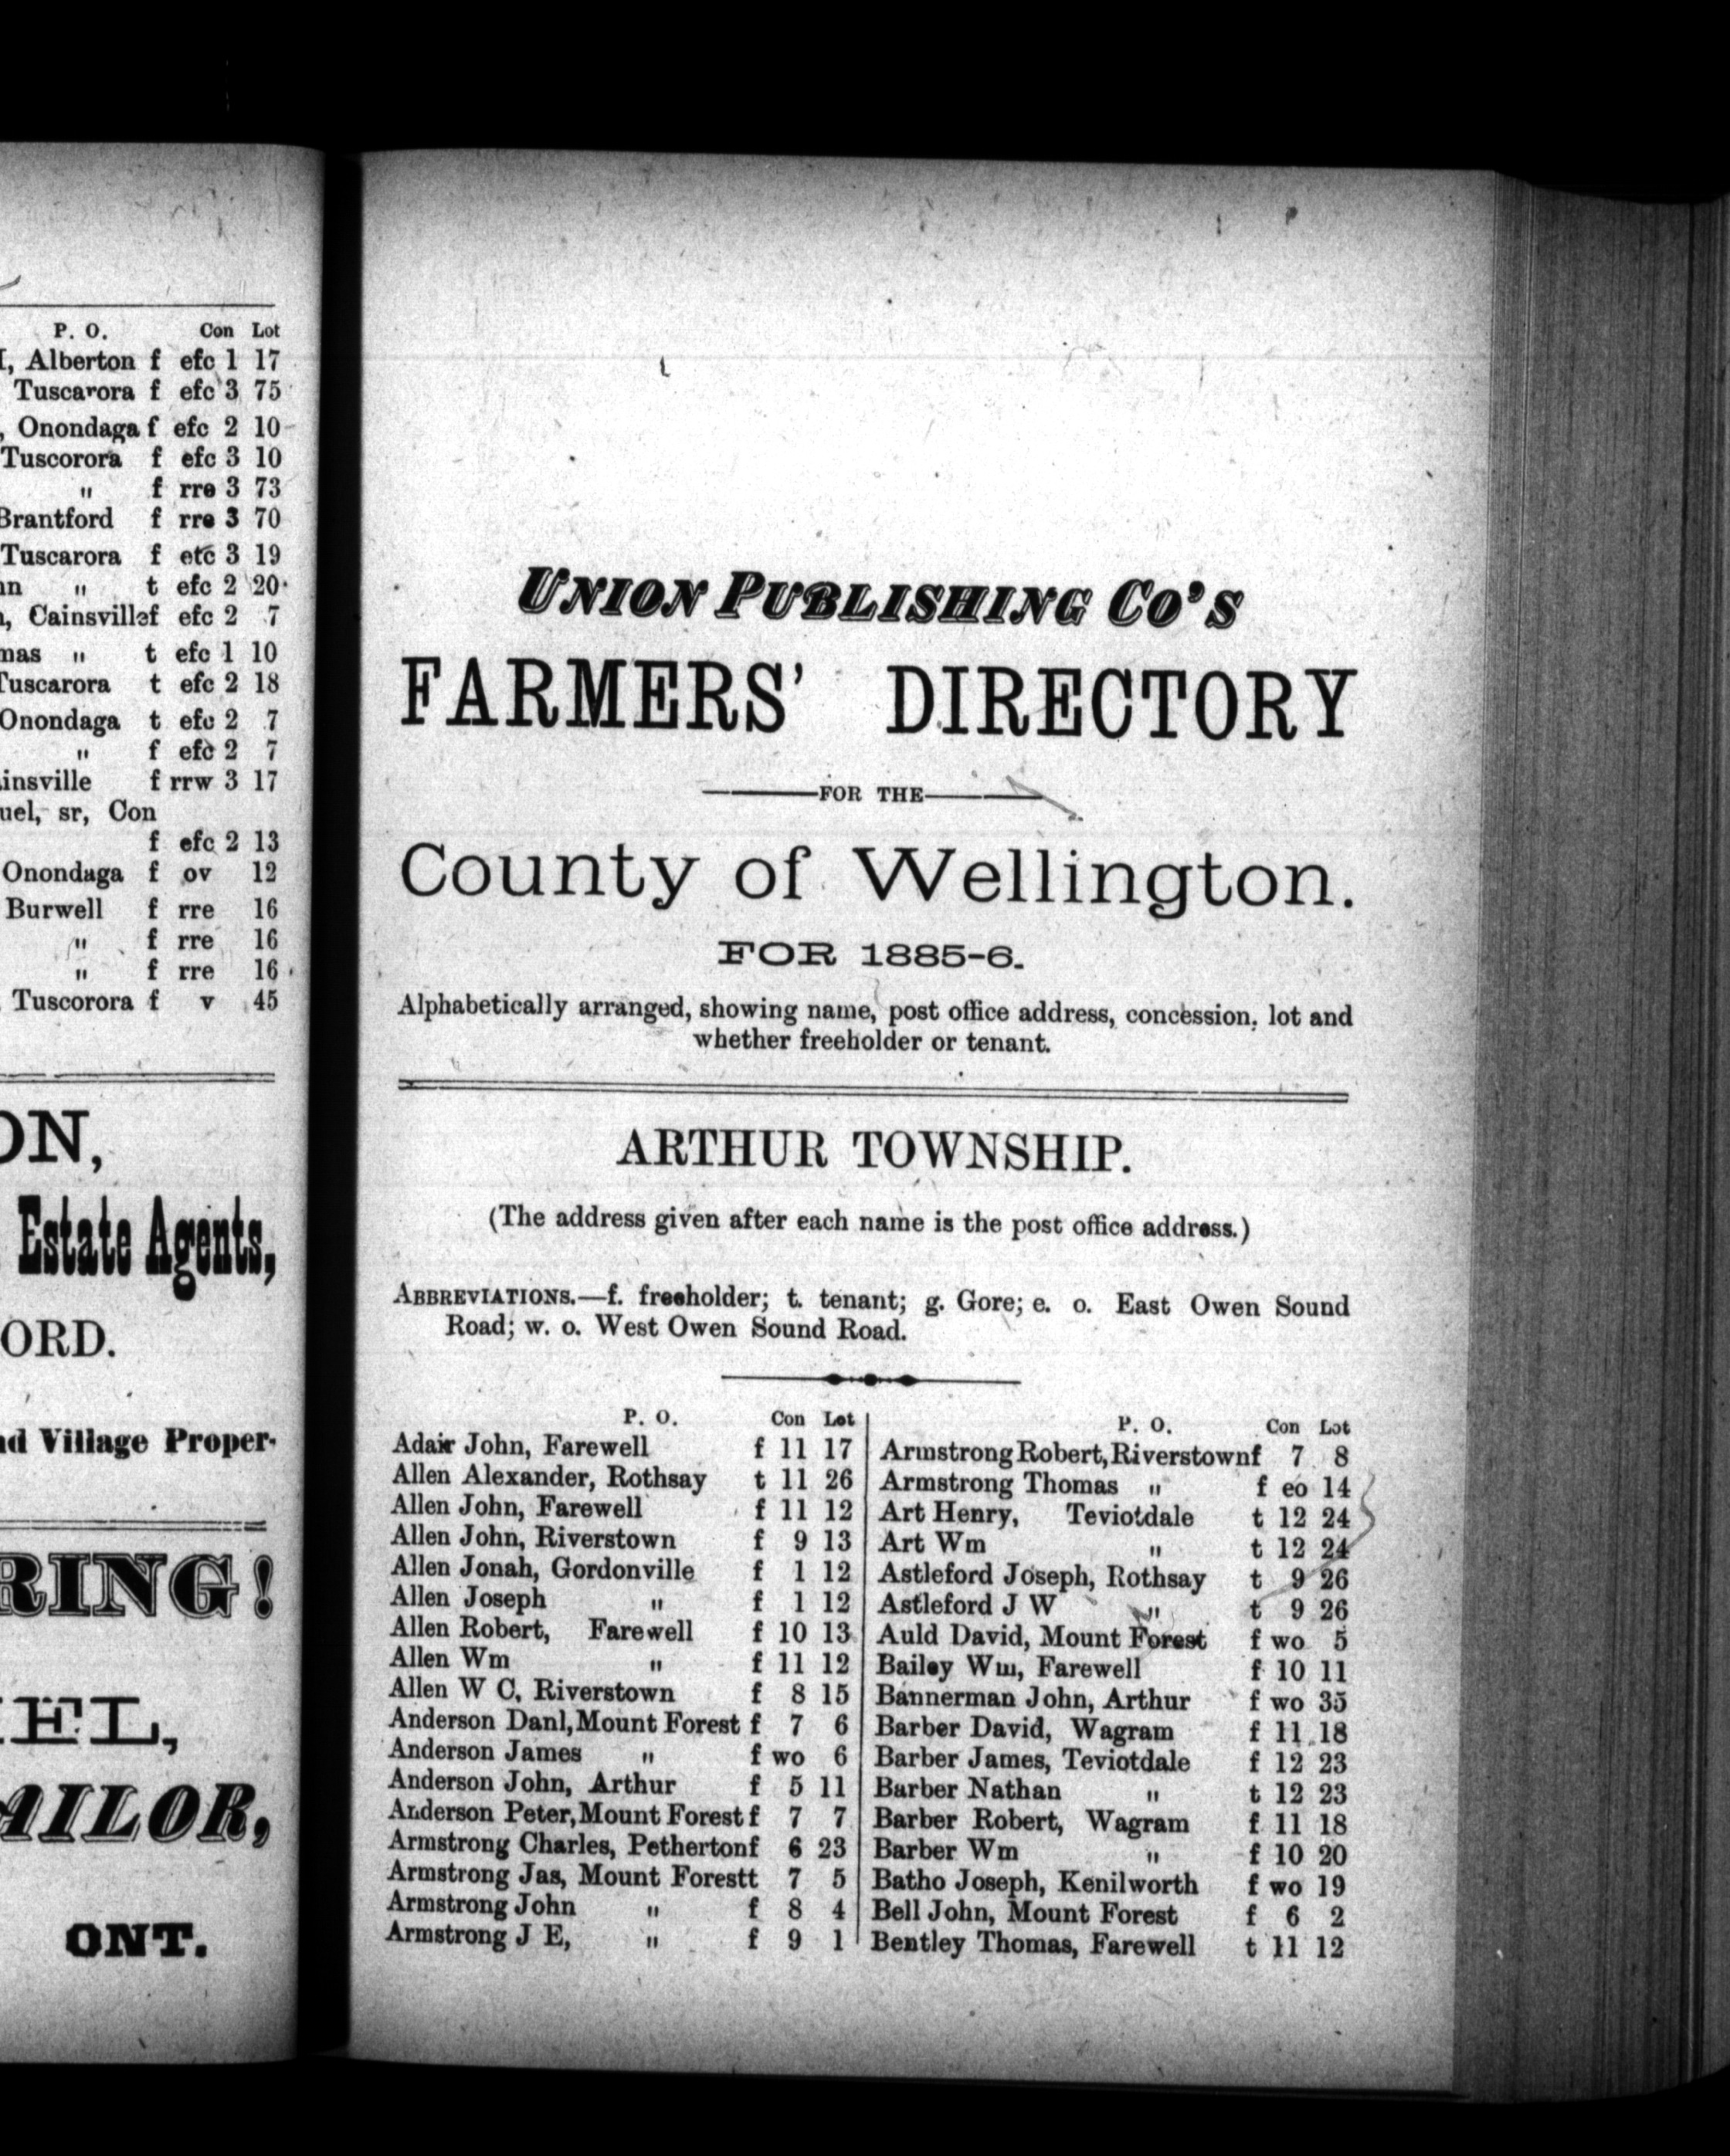 P. O. Con Lot
, Alberton f efc 1 17
Tuscarora f efc 3 75
, Onondaga f efc 2 10
Tuscorora f efc 3 10
" f rre 3 73
Brantford f rre 3 70
Tuscarora f etc 3 19
nn " t efc 2 20
, Cainsvillef efc 2 7
mas " t efc 1 10
Tuscarora t efc 2 18
Onondaga t efc 2 7
" f efc 2 7
insville f rrw 3 17
uel, sr, Con
f efc 2 13
Onondaga f ov 12
Burwell f rre 16
" f rre 16
" f rre 16
Tuscorora f v 45
ON,
Estate Agents,
ORD.
nd Village Proper-
RING!
EL,
AILOR,
ONT.
UNION PUBLISHING CO'S
FARMERS' DIRECTORY
FOR THE
County of Wellington.
FOR 1885-6.
Alphabetically arranged, showing name, post office address, concession, lot and
whether freeholder or tenant.
ARTHUR TOWNSHIP.
(The address given after each name is the post office address.)
ABBREVIATIONS.—f. freeholder; t. tenant; g. Gore; e. o. East Owen Sound
Road; w. o. West Owen Sound Road.
P. O. Con Lot
Adair John, Farewell f 11 17
Allen Alexander, Rothsay t 11 26
Allen John, Farewell f 11 12
Allen John, Riverstown f 9 13
Allen Jonah, Gordonville f 1 12
Allen Joseph " f 1 12
Allen Robert, Farewell f 10 13
Allen Wm " f 11 12
Allen W C, Riverstown f 8 15
Anderson Danl, Mount Forest f 7 6
Anderson James " f wo 6
Anderson John, Arthur f 5 11
Anderson Peter, Mount Forest f 7 7
Armstrong Charles, Pethertonf 6 23
Armstrong Jas, Mount Forestt 7 5
Armstrong John " f 8 4
Armstrong J E, " f 9 1
P. O. Con Lot
Armstrong Robert, Riverstownf 7 8
Armstrong Thomas " f eo 14
Art Henry, Teviotdale t 12 24
Art Wm " t 12 24
Astleford Joseph, Rothsay t 9 26
Astleford J W " t 9 26
Auld David, Mount Forest f wo 5
Bailey Wm, Farewell f 10 11
Bannerman John, Arthur f wo 35
Barber David, Wagram f 11 18
Barber James, Teviotdale f 12 23
Barber Nathan " t 12 23
Barber Robert, Wagram f 11 18
Barber Wm " f 10 20
Batho Joseph, Kenilworth f wo 19
Bell John, Mount Forest f 6 2
Bentley Thomas, Farewell t 11 12